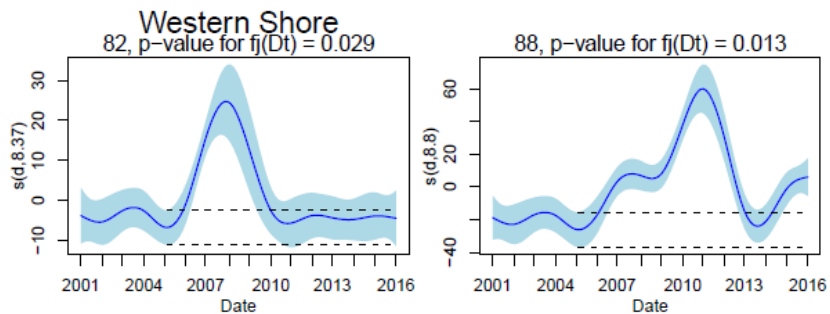 Western Shore
82, p−value for fj(Dt) = 0.029
s(d,8.37)
30
20
10
0
−10
2001 2004 2007 2010 2013 2016
Date
88, p−value for fj(Dt) = 0.013
s(d,8.8)
60
20
0
−40
2001 2004 2007 2010 2013 2016
Date